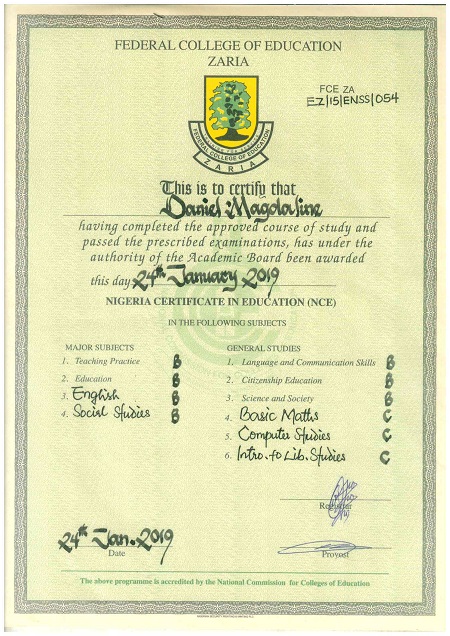 FEDERAL COLLEGE OF EDUCATION
ZARIA
FCE ZA
EZ/15/ENSS/054
FEDERAL COLLEGE OF EDUCATION
ZARIA
This is to certify that
Daniel Magdaline
having completed the approved course of study and
passed the prescribed examinations, has under the
authority of the Academic Board been awarded
this day 24th January 2019
NIGERIA CERTIFICATE IN EDUCATION (NCE)
IN THE FOLLOWING SUBJECTS
MAJOR SUBJECTS
1. Teaching Practice B
2. Education B
3. English B
4. Social Studies B
GENERAL STUDIES
1. Language and Communication Skills B
2. Citizenship Education B
3. Science and Society B
4. Basic Maths C
5. Computer Studies C
6. Intro. to Lib. Studies C
Registrar
24th Jan. 2019
Date
Provost
The above programme is accredited by the National Commission for Colleges of Education